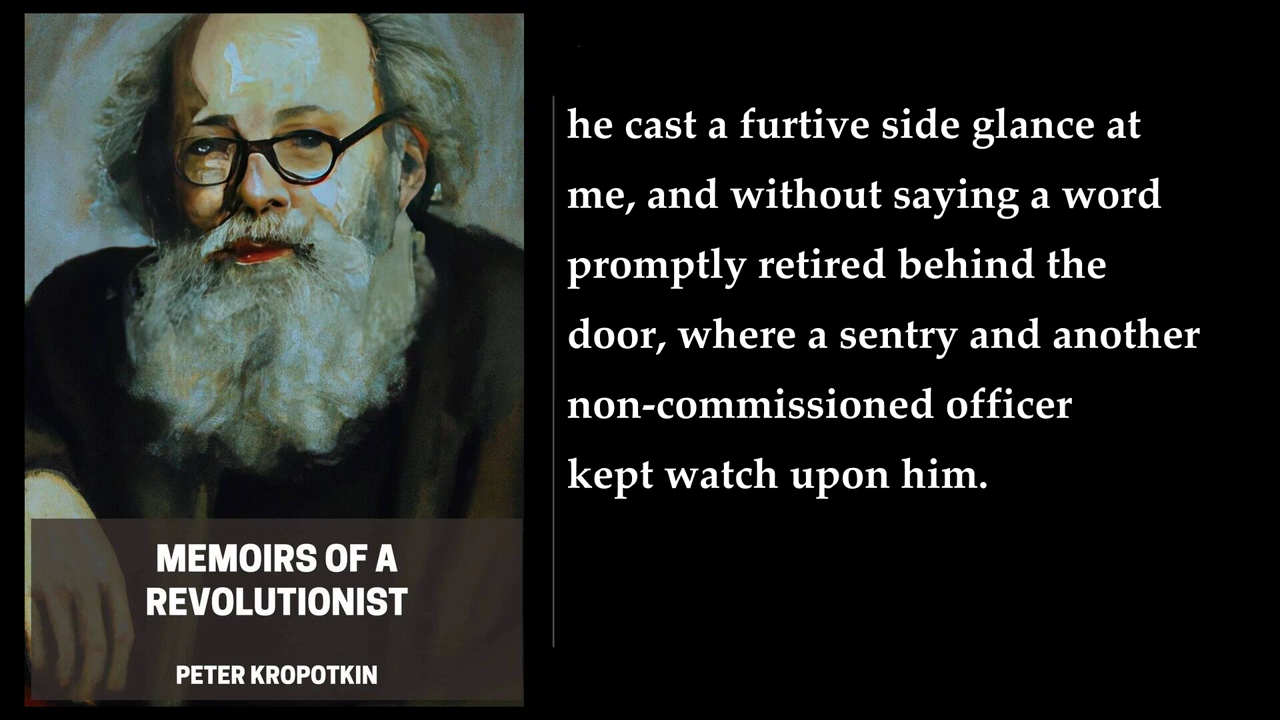 MEMOIRS OF A
REVOLUTIONIST
PETER KROPOTKIN
he cast a furtive side glance at
me, and without saying a word
promptly retired behind the
door, where a sentry and another
non-commissioned officer
kept watch upon him.